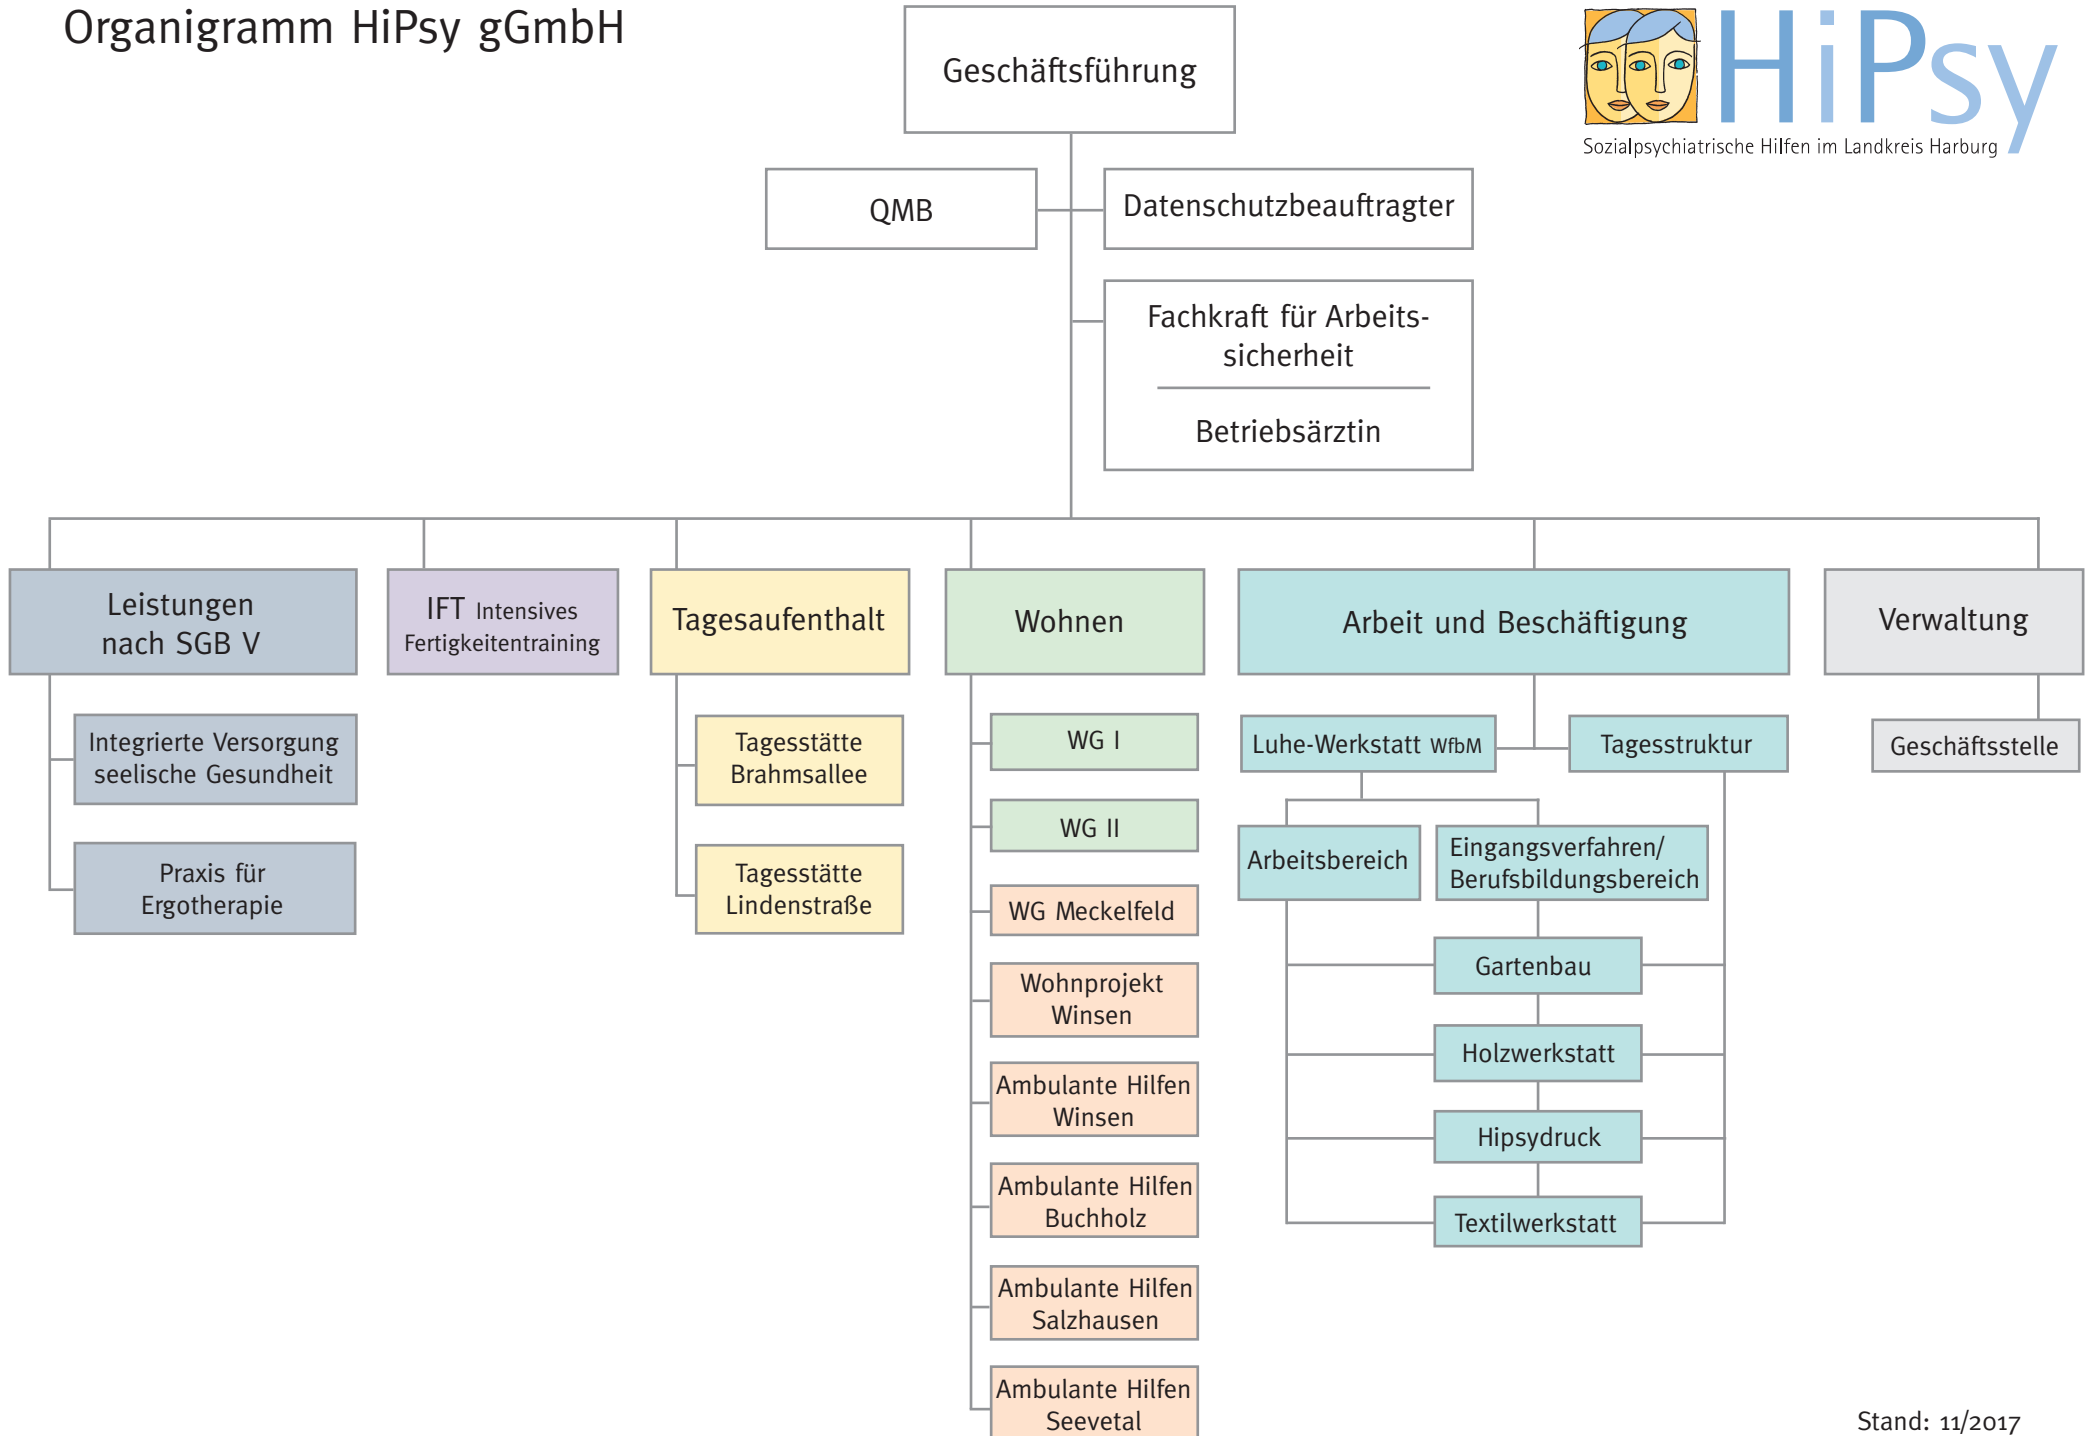 Organigramm HiPsy gGmbH
HiPsy
Sozialpsychiatrische Hilfen im Landkreis Harburg
Geschäftsführung
QMB
Datenschutzbeauftragter
Fachkraft für Arbeits-
sicherheit
Betriebsärztin
Leistungen
nach SGB V
Integrierte Versorgung
seelische Gesundheit
Praxis für
Ergotherapie
IFT Intensives
Fertigkeitentraining
Tagesaufenthalt
Tagesstätte
Brahmsallee
Tagesstätte
Lindenstraße
Wohnen
WG I
WG II
WG Meckelfeld
Wohnprojekt
Winsen
Ambulante Hilfen
Winsen
Ambulante Hilfen
Buchholz
Ambulante Hilfen
Salzhausen
Ambulante Hilfen
Seevetal
Arbeit und Beschäftigung
Luhe-Werkstatt WfbM
Tagesstruktur
Arbeitsbereich
Eingangsverfahren/
Berufsbildungsbereich
Gartenbau
Holzwerkstatt
Hipsydruck
Textilwerkstatt
Verwaltung
Geschäftsstelle
Stand: 11/2017